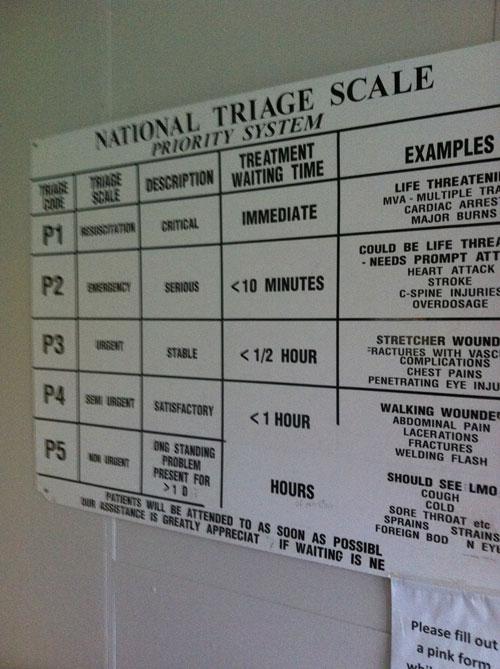 NATIONAL TRIAGE SCALE
PRIORITY SYSTEM
TRIAGE CODE
TRIAGE SCALE
DESCRIPTION
TREATMENT WAITING TIME
EXAMPLES
P1
RESUSCITATION
CRITICAL
IMMEDIATE
LIFE THREATENI
MVA - MULTIPLE TRA
CARDIAC ARRES
MAJOR BURNS
P2
EMERGENCY
SERIOUS
<10 MINUTES
COULD BE LIFE THREA
- NEEDS PROMPT ATT
HEART ATTACK
STROKE
C-SPINE INJURIES
OVERDOSAGE
P3
URGENT
STABLE
< 1/2 HOUR
STRETCHER WOUND
FRACTURES WITH VASC
COMPLICATIONS
CHEST PAINS
PENETRATING EYE INJU
P4
SEMI URGENT
SATISFACTORY
< 1 HOUR
WALKING WOUNDE
ABDOMINAL PAIN
LACERATIONS
FRACTURES
WELDING FLASH
P5
NON URGENT
ONG STANDING
PROBLEM
PRESENT FOR
>1 D
HOURS
SHOULD SEE LMO
COUGH
COLD
SORE THROAT etc
SPRAINS STRAINS
FOREIGN BOD N EY
PATIENTS WILL BE ATTENDED TO AS SOON AS POSSIBL
OUR ASSISTANCE IS GREATLY APPRECIAT IF WAITING IS NE
Please fill out
a pink form